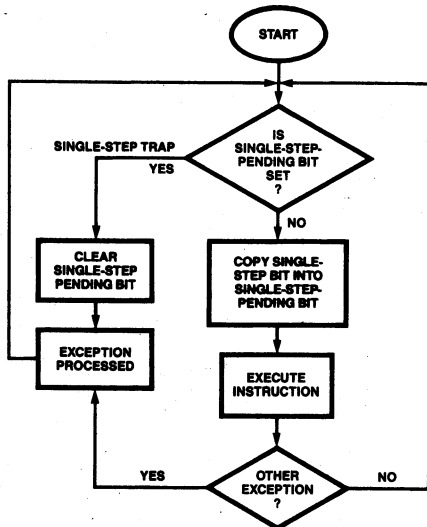 START
IS
SINGLE-STEP-
PENDING BIT
SET
?
SINGLE-STEP TRAP
YES
NO
CLEAR
SINGLE-STEP
PENDING BIT
COPY SINGLE-
STEP BIT INTO
SINGLE-STEP-
PENDING BIT
EXCEPTION
PROCESSED
EXECUTE
INSTRUCTION
YES
OTHER
EXCEPTION
?
NO